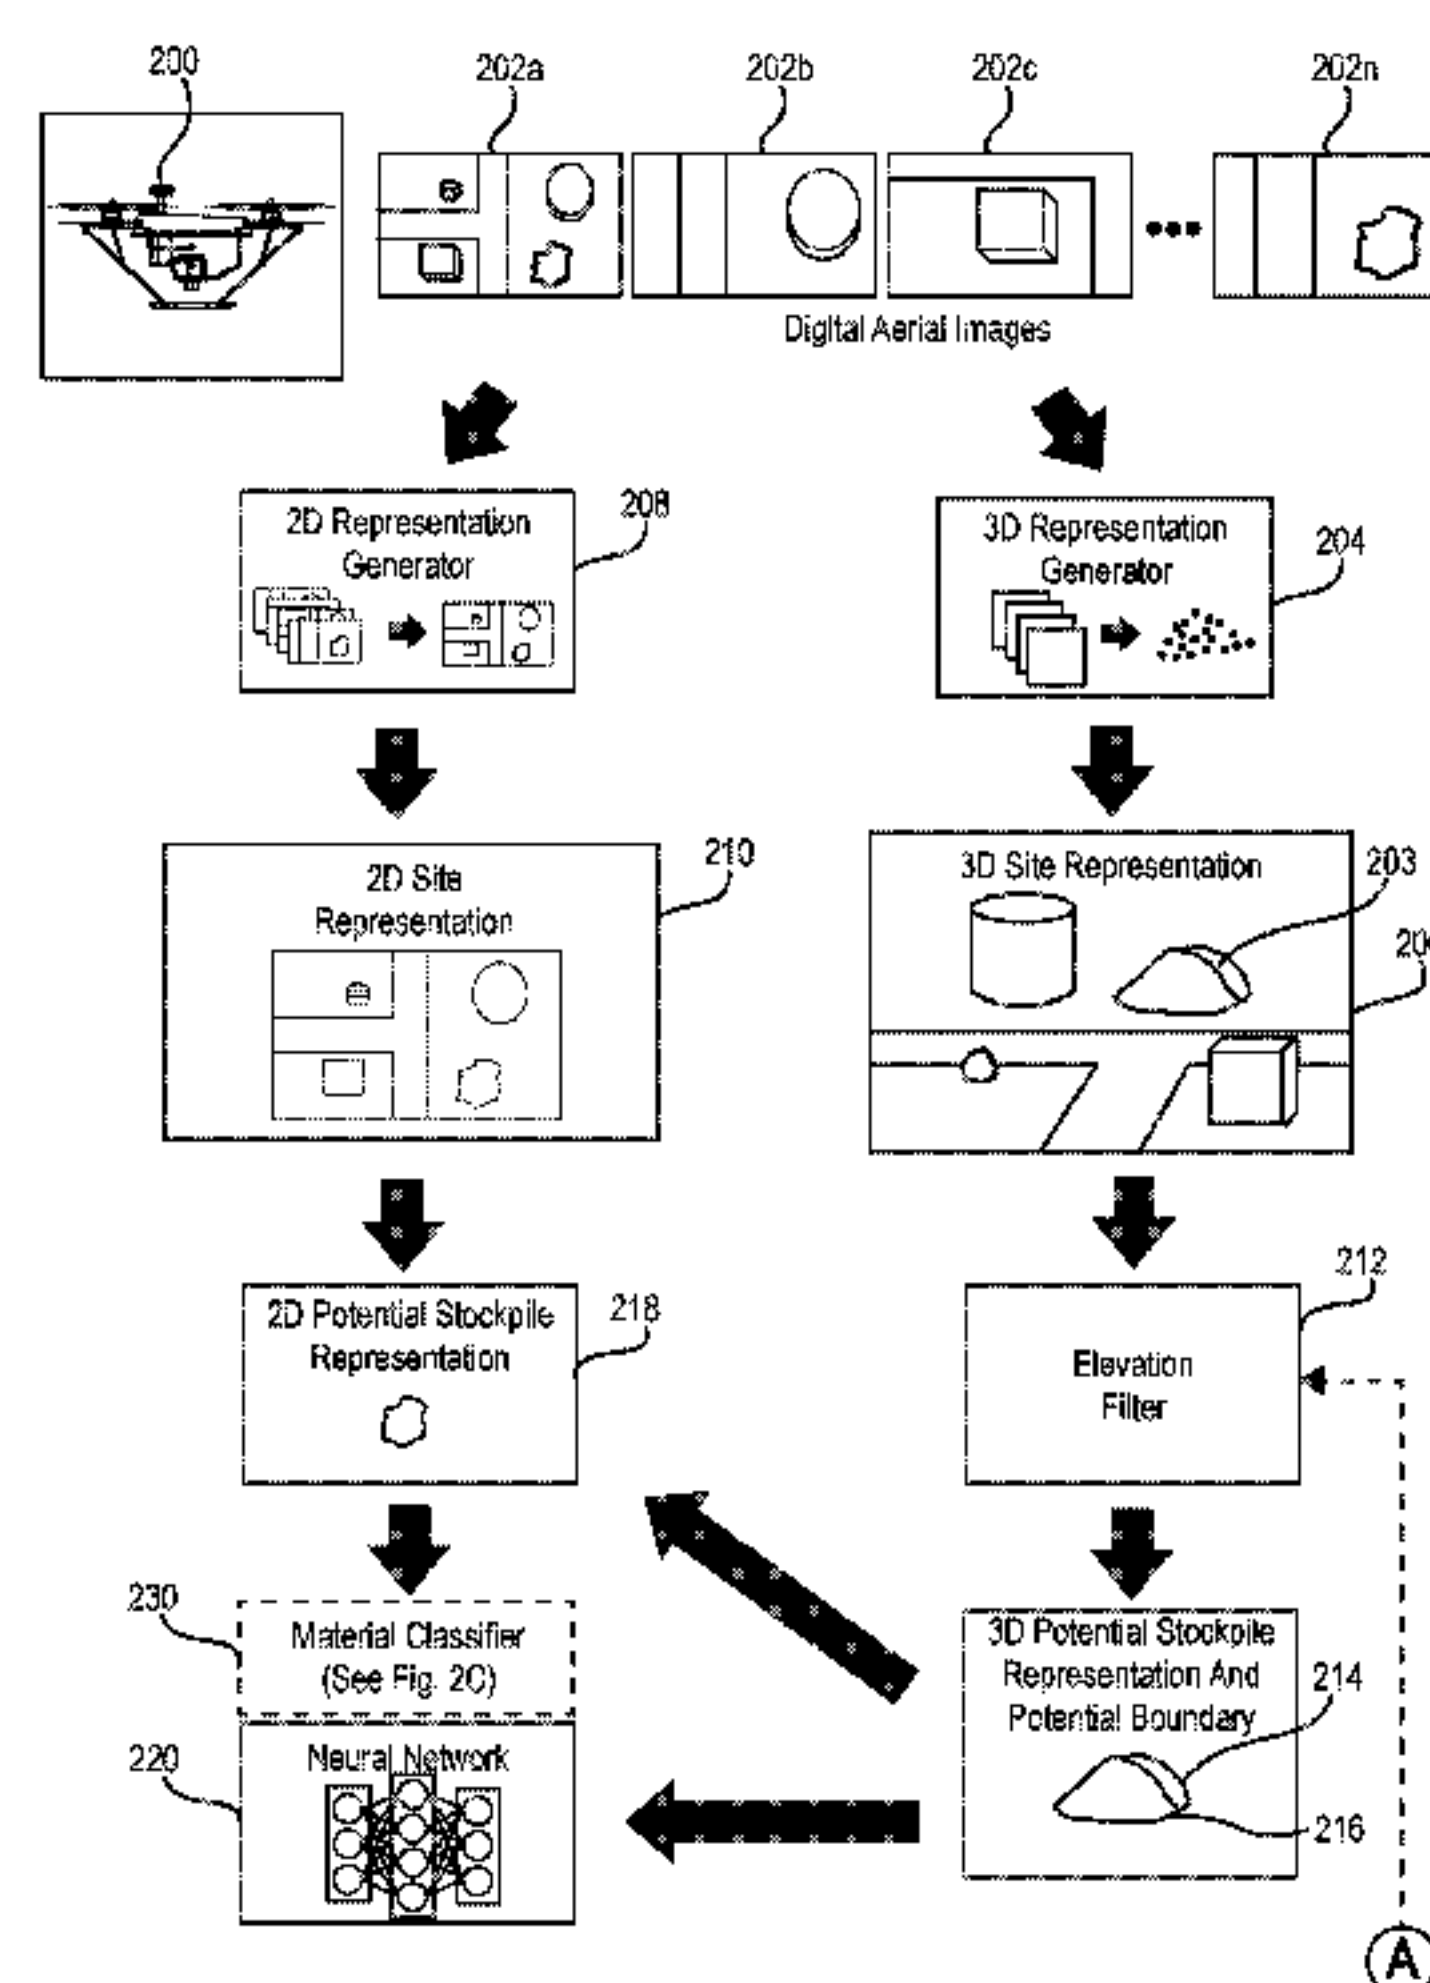 200
202a
202b
202c
202n
Digital Aerial Images
2D Representation
Generator
208
3D Representation
Generator
204
2D Site
Representation
210
3D Site Representation
203
2D Potential Stockpile
Representation
218
Elevation
Filter
212
230
Material Classifier
(See Fig. 2C)
220
Neural Network
3D Potential Stockpile
Representation And
Potential Boundary
214
216
A